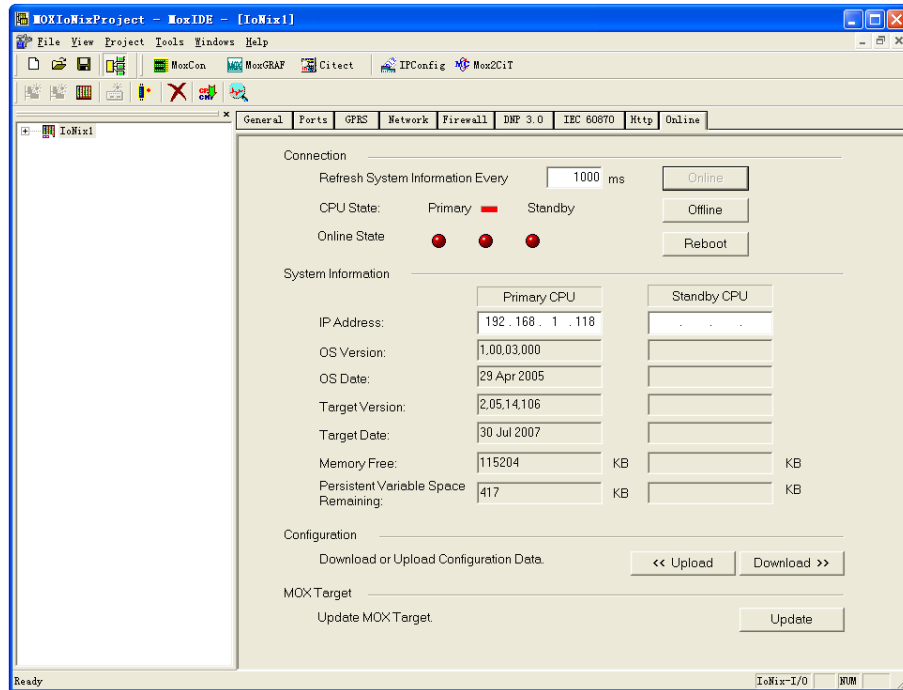 MOXIoNixProject - MoxIDE - [IoNix1]
File View Project Tools Windows Help
MoxCon MoxGRAF Citect IPConfig Mox2CiT
IoNix1
General Ports GPRS Network Firewall DNP 3.0 IEC 60870 Http Online
Connection
Refresh System Information Every 1000 ms Online
CPU State: Primary Standby Offline
Online State Reboot
System Information
Primary CPU Standby CPU
IP Address: 192 . 168 . 1 . 118 . . .
OS Version: 1,00,03,000
OS Date: 29 Apr 2005
Target Version: 2,05,14,106
Target Date: 30 Jul 2007
Memory Free: 115204 KB KB
Persistent Variable Space
Remaining: 417 KB KB
Configuration
Download or Upload Configuration Data. << Upload Download >>
MOX Target
Update MOX Target. Update
Ready IoNix-I/O NUM